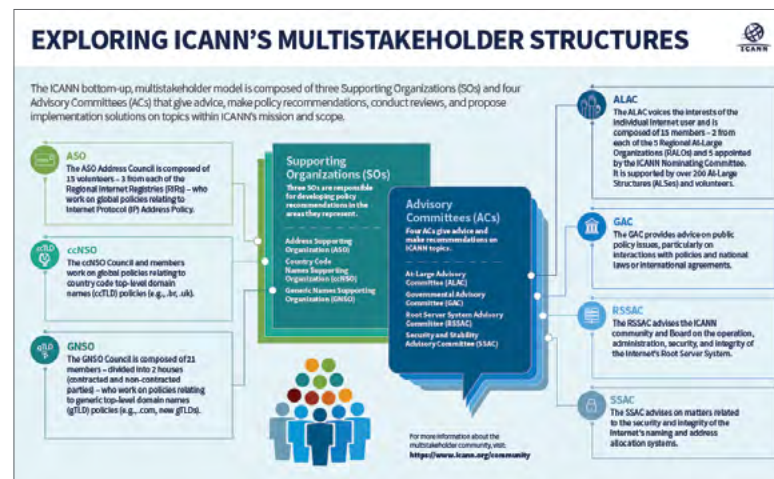 EXPLORING ICANN'S MULTISTAKEHOLDER STRUCTURES
ICANN
The ICANN bottom-up, multistakeholder model is composed of three Supporting Organizations (SOs) and four
Advisory Committees (ACs) that give advice, make policy recommendations, conduct reviews, and propose
implementation solutions on topics within ICANN's mission and scope.
ASO
The ASO Address Council is composed of
15 volunteers – 3 from each of the
Regional Internet Registries (RIRs) – who
work on global policies relating to
Internet Protocol (IP) Address Policy.
ccTLD
ccNSO
The ccNSO Council and members
work on global policies relating to
country code top-level domain
names (ccTLD) policies (e.g., .br, .uk).
gTLD
GNSO
The GNSO Council is composed of 21
members – divided into 2 houses
(contracted and non-contracted
parties) – who work on policies relating
to generic top-level domain names
(gTLD) policies (e.g., .com, new gTLDs).
Supporting
Organizations (SOs)
Three SOs are responsible
for developing policy
recommendations in the
areas they represent.
Address Supporting
Organization (ASO)
Country Code
Names Supporting
Organization (ccNSO)
Generic Names Supporting
Organization (GNSO)
Advisory
Committees (ACs)
Four ACs give advice and
make recommendations on
ICANN topics.
At-Large Advisory
Committee (ALAC)
Governmental Advisory
Committee (GAC)
Root Server System Advisory
Committee (RSSAC)
Security and Stability
Advisory Committee (SSAC)
For more information about the
multistakeholder community, visit:
https://www.icann.org/community
ALAC
The ALAC voices the interests of the
individual Internet user and is
composed of 15 members – 2 from
each of the 5 Regional At-Large
Organizations (RALOs) and 5 appointed
by the ICANN Nominating Committee.
It is supported by over 200 At-Large
Structures (ALSes) and volunteers.
GAC
The GAC provides advice on public
policy issues, particularly on
interactions with policies and national
laws or international agreements.
RSSAC
The RSSAC advises the ICANN
community and Board on the operation,
administration, security, and integrity of
the Internet's Root Server System.
SSAC
The SSAC advises on matters related
to the security and integrity of the
Internet's naming and address
allocation systems.